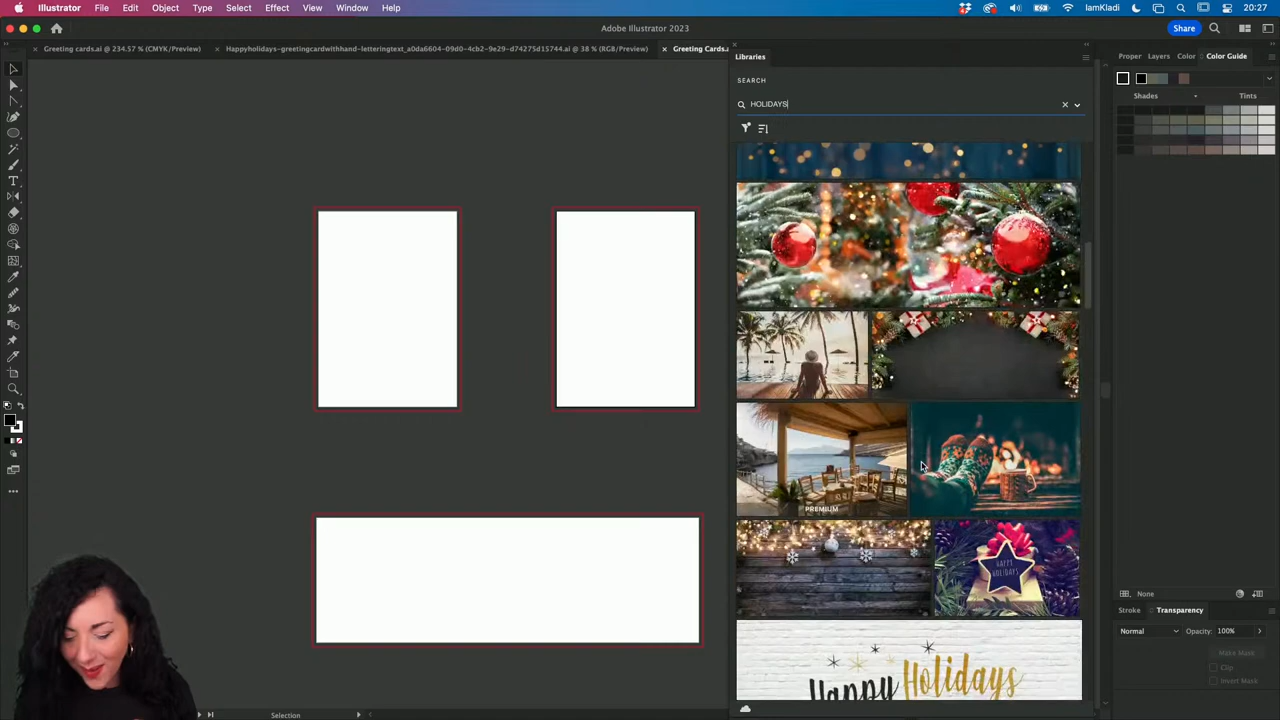 Illustrator File Edit Object Type Select Effect View Window Help IamKladi 20:27
Adobe Illustrator 2023
Share
Greeting cards.ai @ 234.57 % (CMYK/Preview)
Happyholidays-greetingcardwithhand-letteringtext_a0da6604-09d0-4cb2-9e29-d74275d15744.ai @ 38 % (RGB/Preview)
Greeting Cards.
Libraries
SEARCH
HOLIDAYS
PREMIUM
HAPPY
HOLIDAYS
Happy Holidays
Proper Layers Color Color Guide
Shades Tints
None
Stroke Transparency
Normal Opacity: 100%
Make Mask
Clip
Invert Mask
Selection